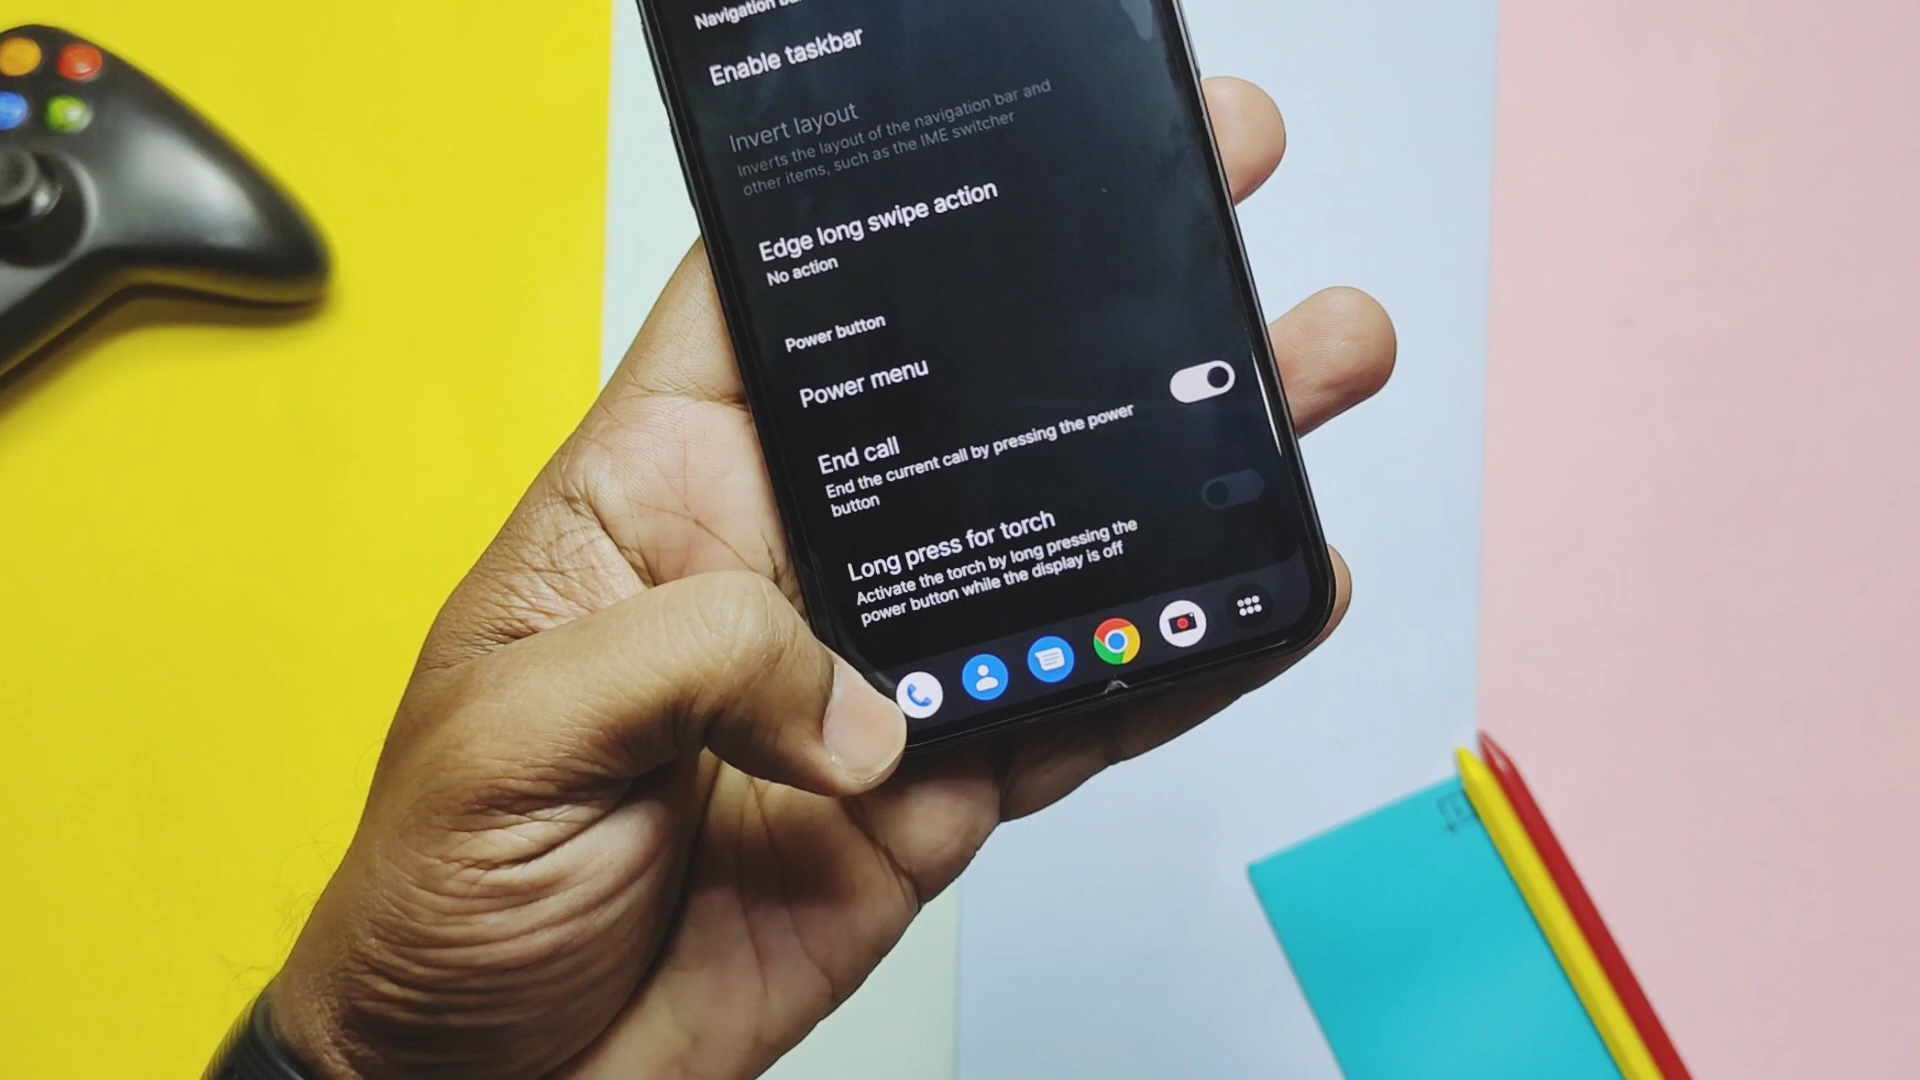 Navigation
Enable taskbar
Invert layout
Inverts the layout of the navigation bar and
other items, such as the IME switcher
Edge long swipe action
No action
Power button
Power menu
End call
End the current call by pressing the power
button
Long press for torch
Activate the torch by long pressing the
power button while the display is off